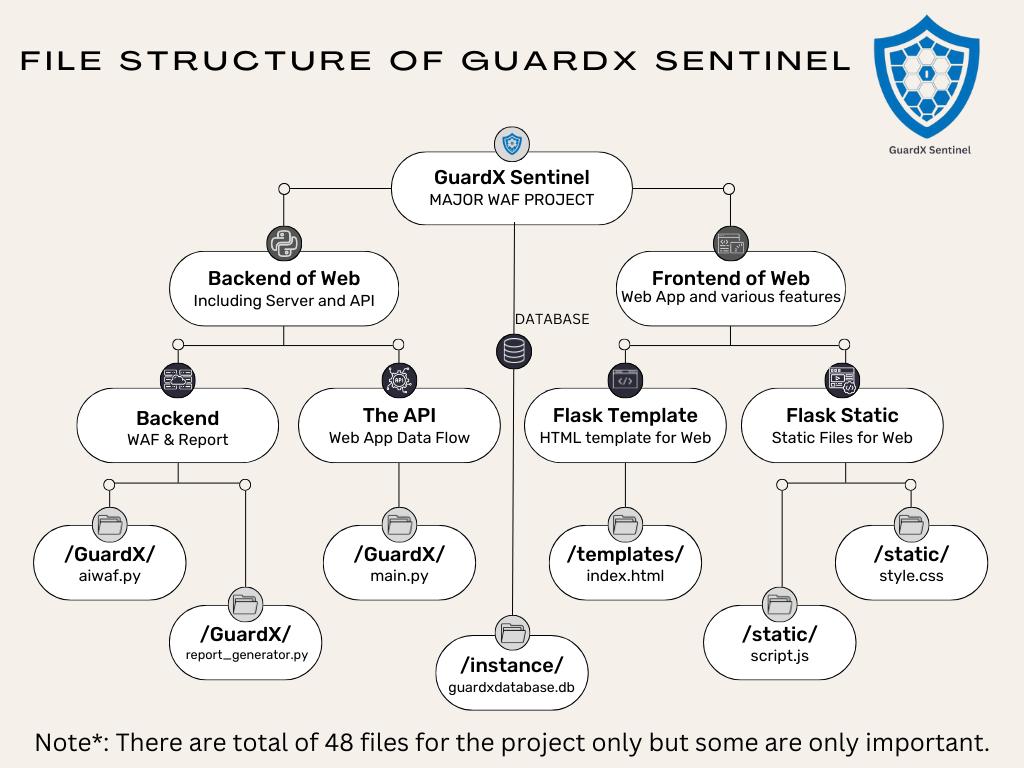 FILE STRUCTURE OF GUARDX SENTINEL
GuardX Sentinel
GuardX Sentinel
MAJOR WAF PROJECT
Backend of Web
Including Server and API
Frontend of Web
Web App and various features
DATABASE
Backend
WAF & Report
API
The API
Web App Data Flow
Flask Template
HTML template for Web
Flask Static
Static Files for Web
/GuardX/
aiwaf.py
/GuardX/
main.py
/templates/
index.html
/static/
style.css
/GuardX/
report_generator.py
/static/
script.js
/instance/
guardxdatabase.db
Note*: There are total of 48 files for the project only but some are only important.